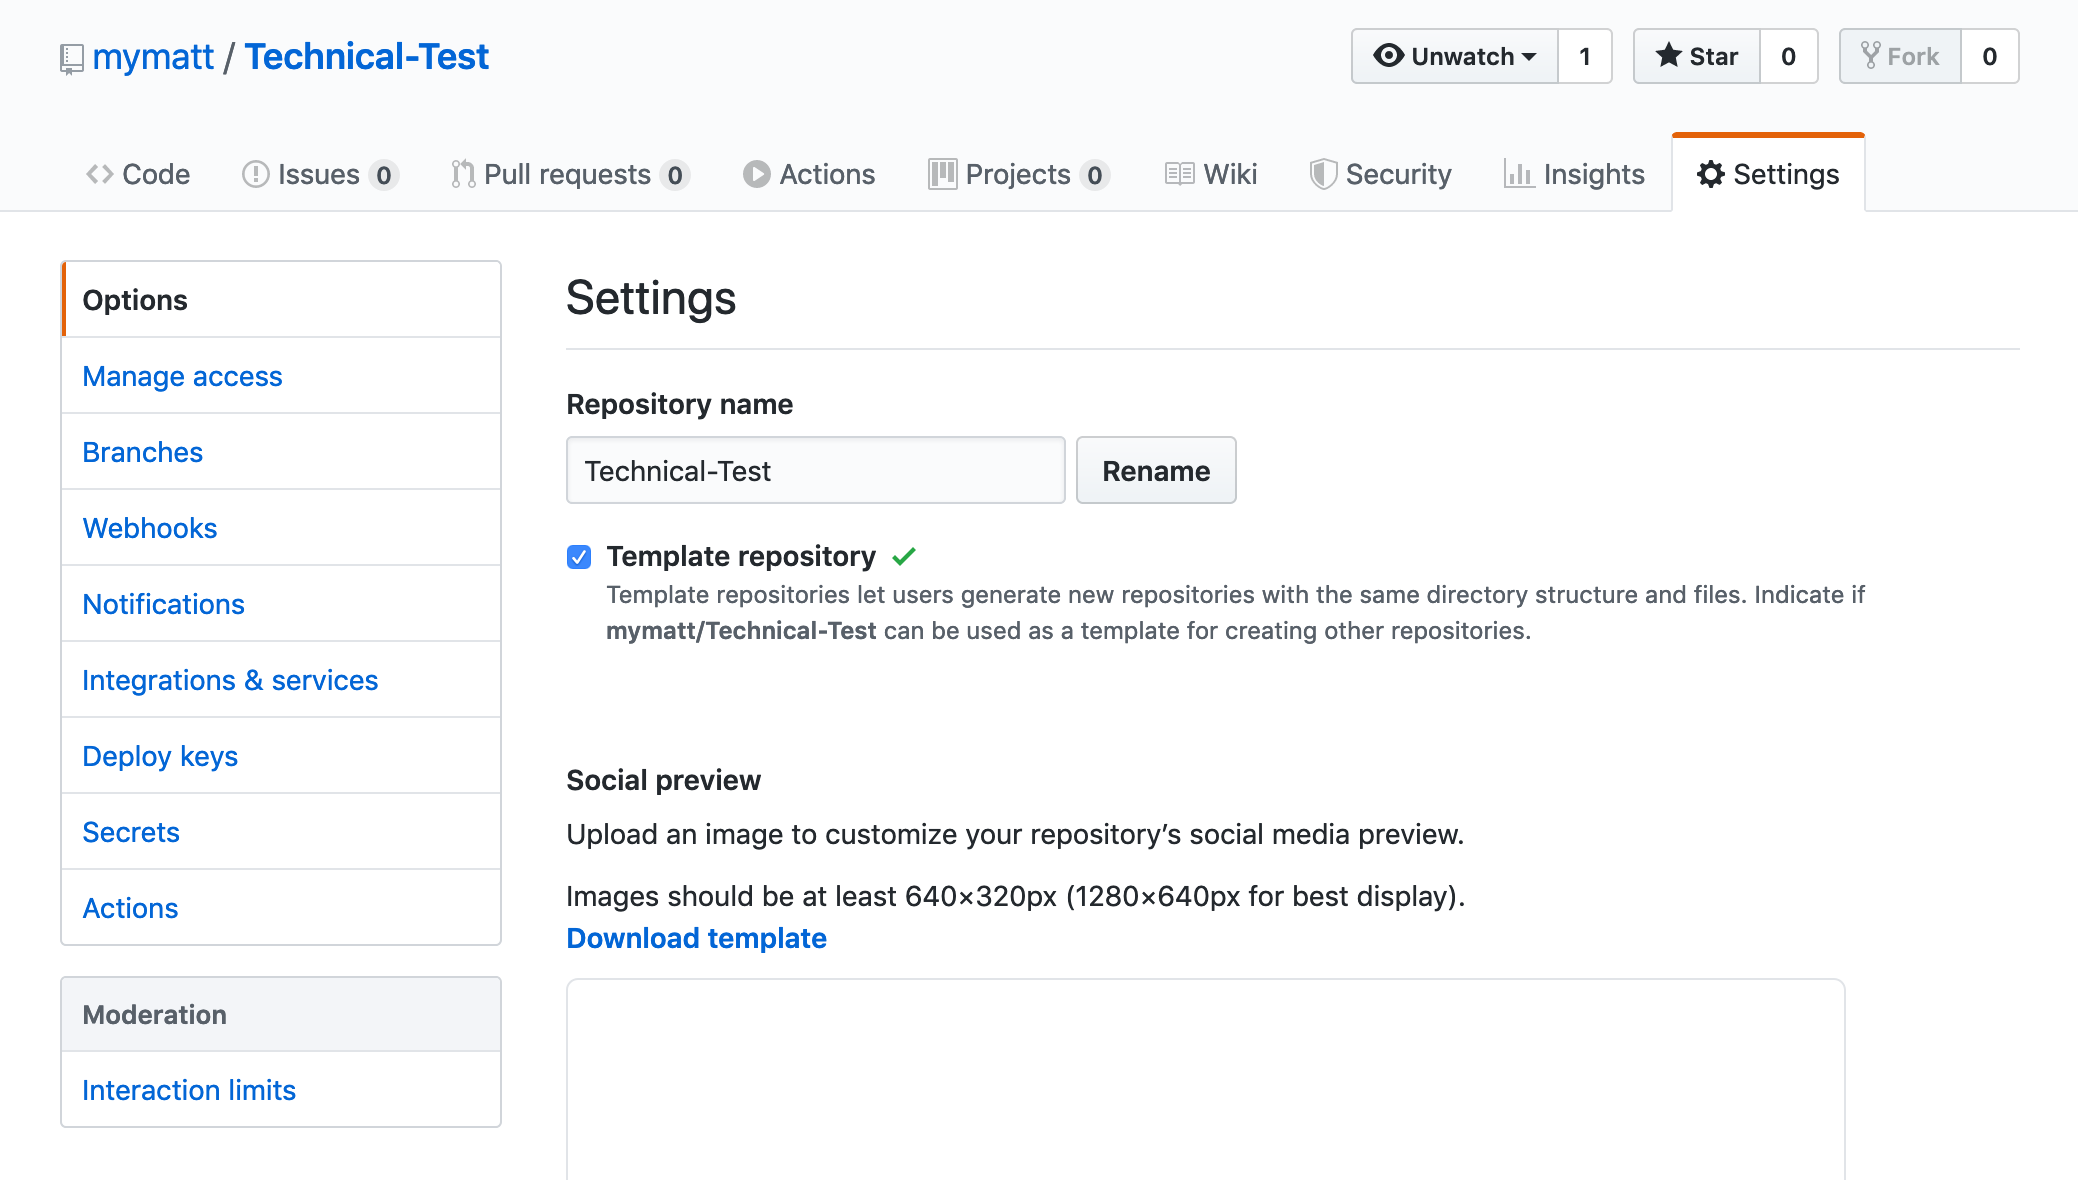 mymatt / Technical-Test
Unwatch 1 Star 0 Fork 0
Code Issues 0 Pull requests 0 Actions Projects 0 Wiki Security Insights Settings
Options
Manage access
Branches
Webhooks
Notifications
Integrations & services
Deploy keys
Secrets
Actions
Moderation
Interaction limits
Settings
Repository name
Technical-Test Rename
Template repository
Template repositories let users generate new repositories with the same directory structure and files. Indicate if
mymatt/Technical-Test can be used as a template for creating other repositories.
Social preview
Upload an image to customize your repository’s social media preview.
Images should be at least 640×320px (1280×640px for best display).
Download template